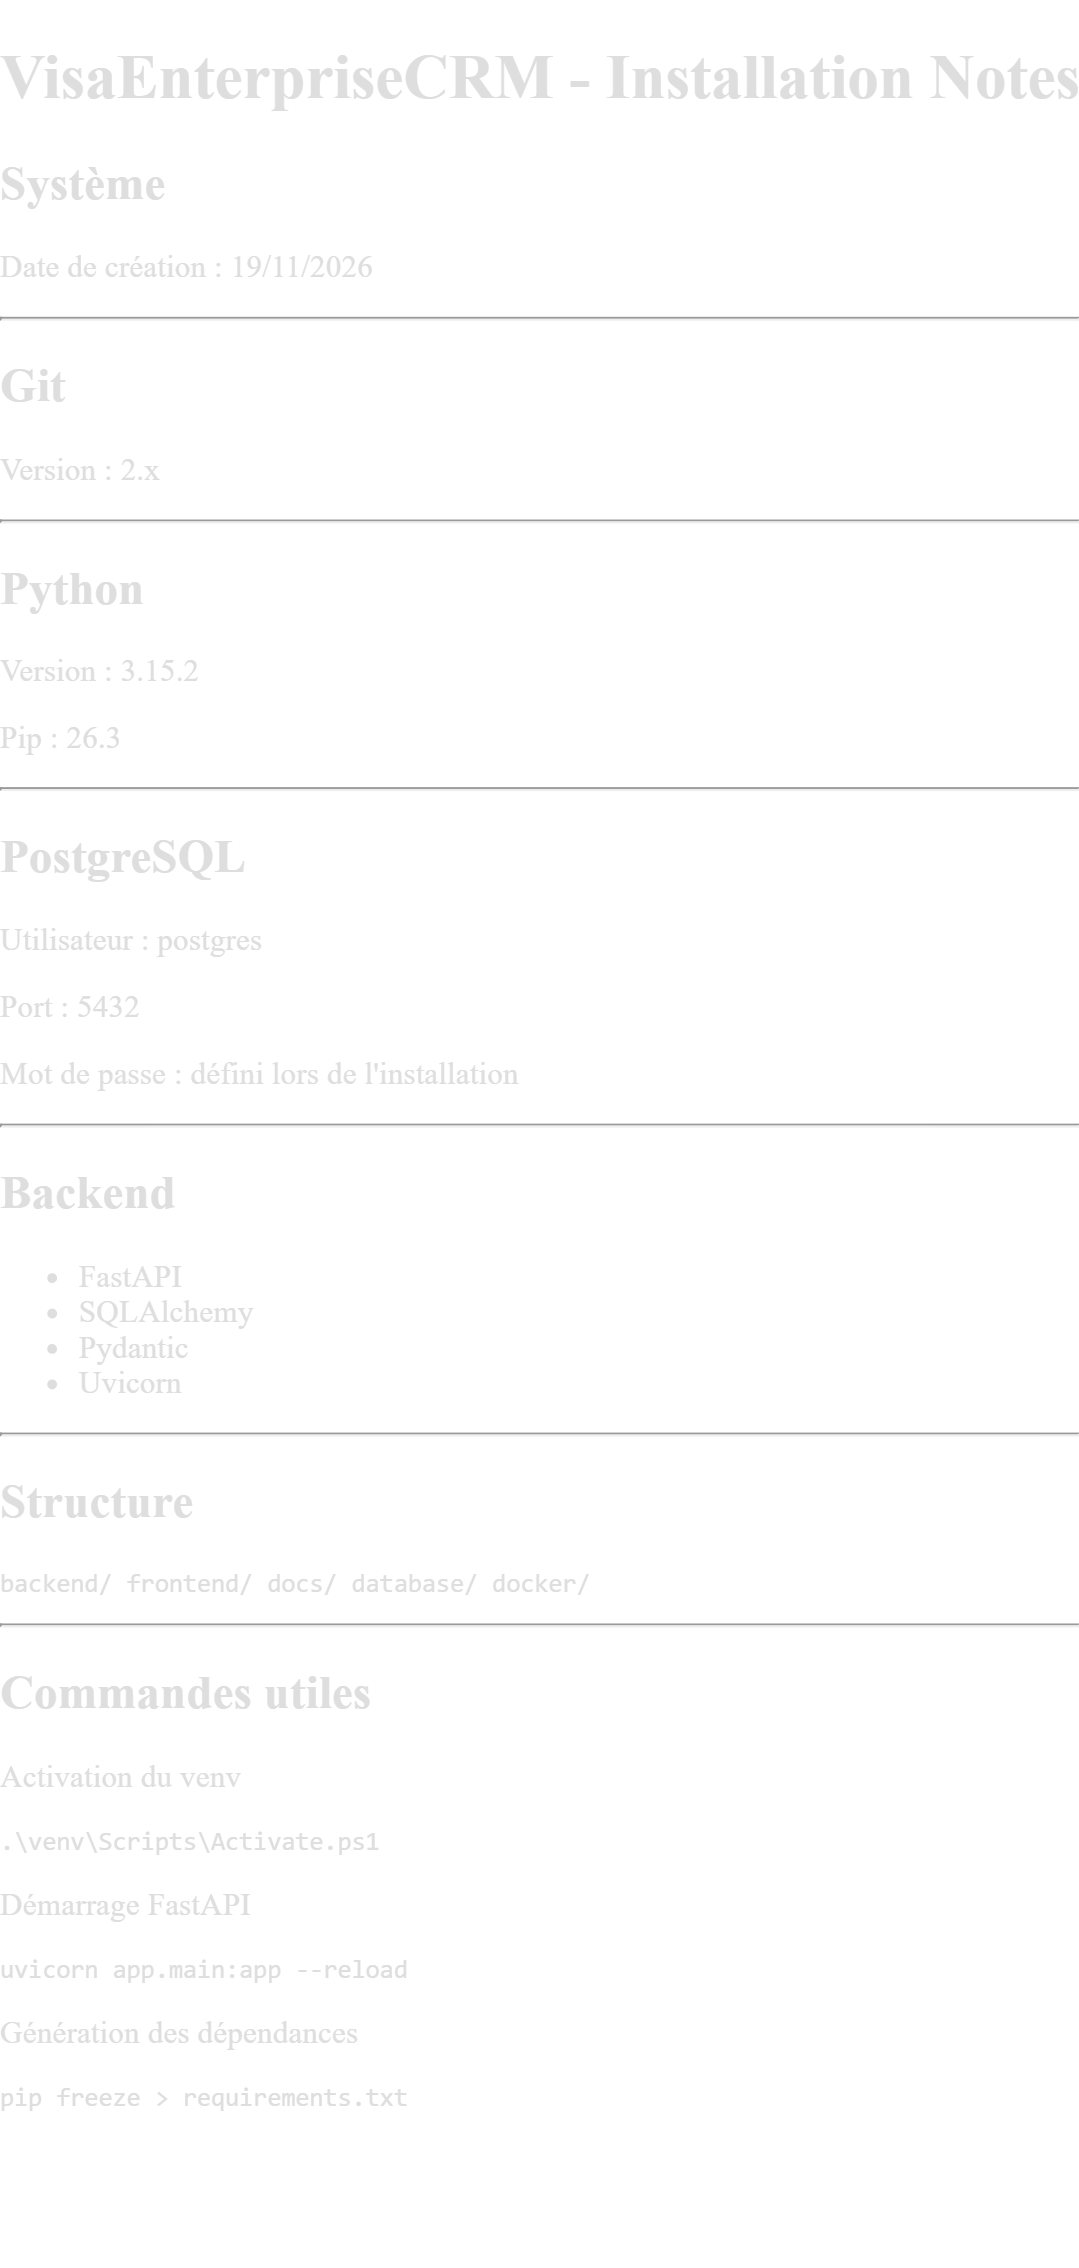 VisaEnterpriseCRM - Installation Notes
Système
Date de création : 19/11/2026
Git
Version : 2.x
Python
Version : 3.15.2
Pip : 26.3
PostgreSQL
Utilisateur : postgres
Port : 5432
Mot de passe : défini lors de l'installation
Backend
• FastAPI
• SQLAlchemy
• Pydantic
• Uvicorn
Structure
backend/ frontend/ docs/ database/ docker/
Commandes utiles
Activation du venv
.\venv\Scripts\Activate.ps1
Démarrage FastAPI
uvicorn app.main:app --reload
Génération des dépendances
pip freeze > requirements.txt